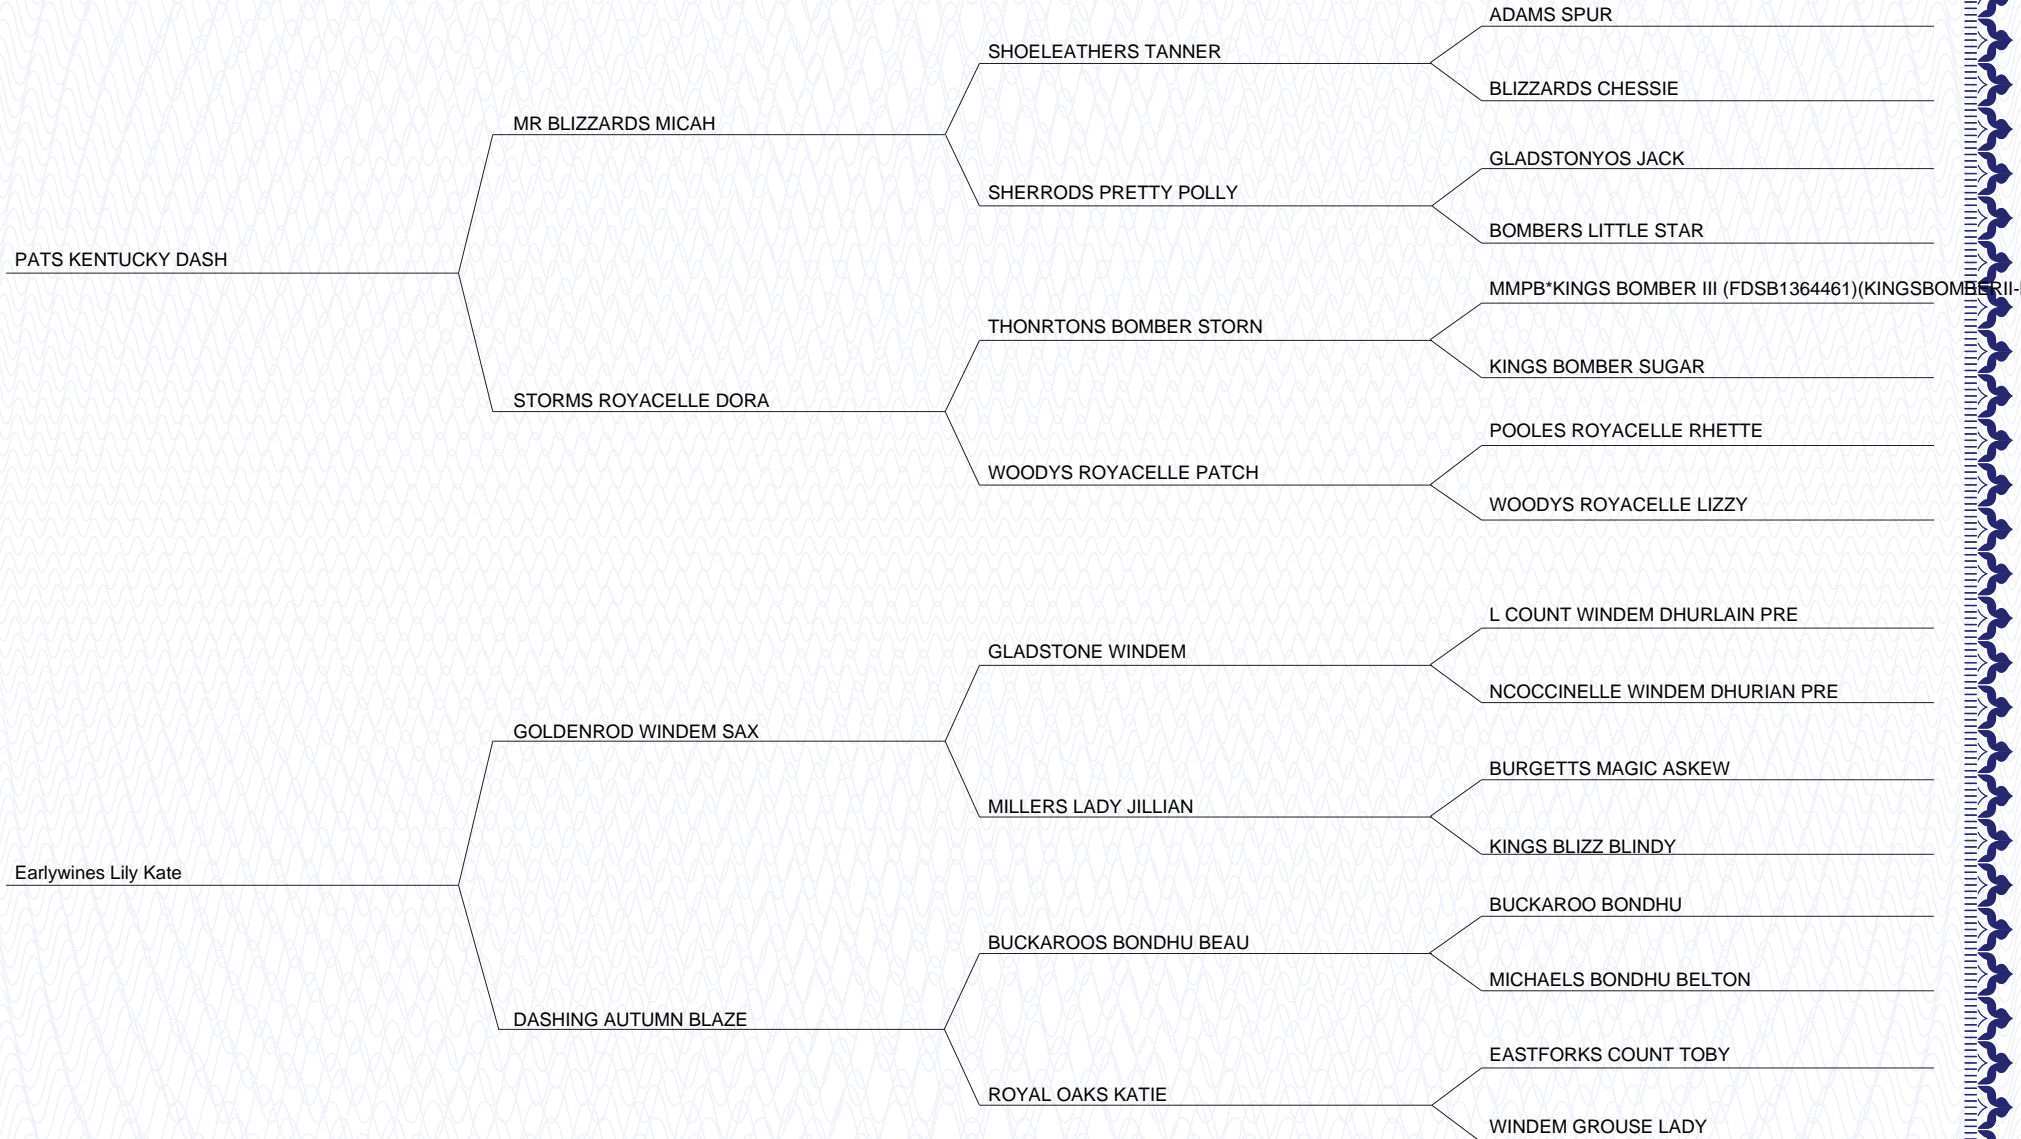 ADAMS SPUR
SHOELEATHERS TANNER
BLIZZARDS CHESSIE
MR BLIZZARDS MICAH
GLADSTONYOS JACK
SHERRODS PRETTY POLLY
BOMBERS LITTLE STAR
PATS KENTUCKY DASH
MMPB*KINGS BOMBER III (FDSB1364461)(KINGSBOMBERII-
THONRTONS BOMBER STORN
KINGS BOMBER SUGAR
STORMS ROYACELLE DORA
POOLES ROYACELLE RHETTE
WOODYS ROYACELLE PATCH
WOODYS ROYACELLE LIZZY
L COUNT WINDEM DHURLAIN PRE
GLADSTONE WINDEM
NCOCCINELLE WINDEM DHURIAN PRE
GOLDENROD WINDEM SAX
BURGETTS MAGIC ASKEW
MILLERS LADY JILLIAN
KINGS BLIZZ BLINDY
Earlywines Lily Kate
BUCKAROO BONDHU
BUCKAROOS BONDHU BEAU
MICHAELS BONDHU BELTON
DASHING AUTUMN BLAZE
EASTFORKS COUNT TOBY
ROYAL OAKS KATIE
WINDEM GROUSE LADY